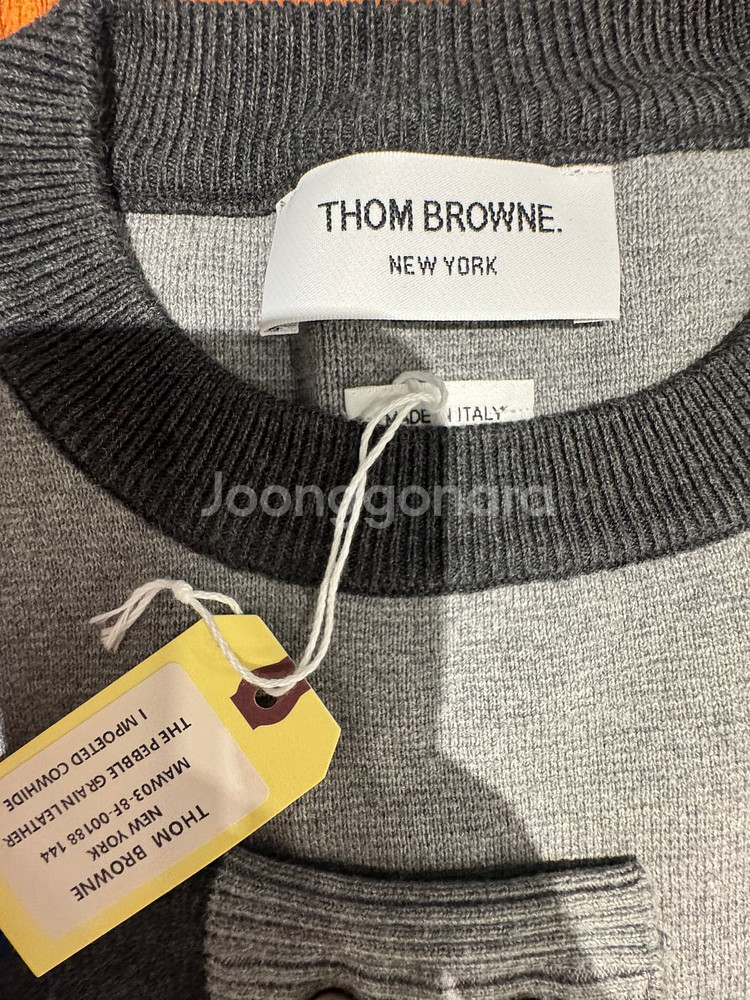 THOM BROWNE.
NEW YORK
MADE IN ITALY
Joonggonara
THOM BROWNE
NEW YORK
MAW03-8F-00188 144
THE PEBBLE GRAIN LEATHER
I MPOETED COWHIDE